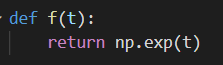 def f(t):
    return np.exp(t)